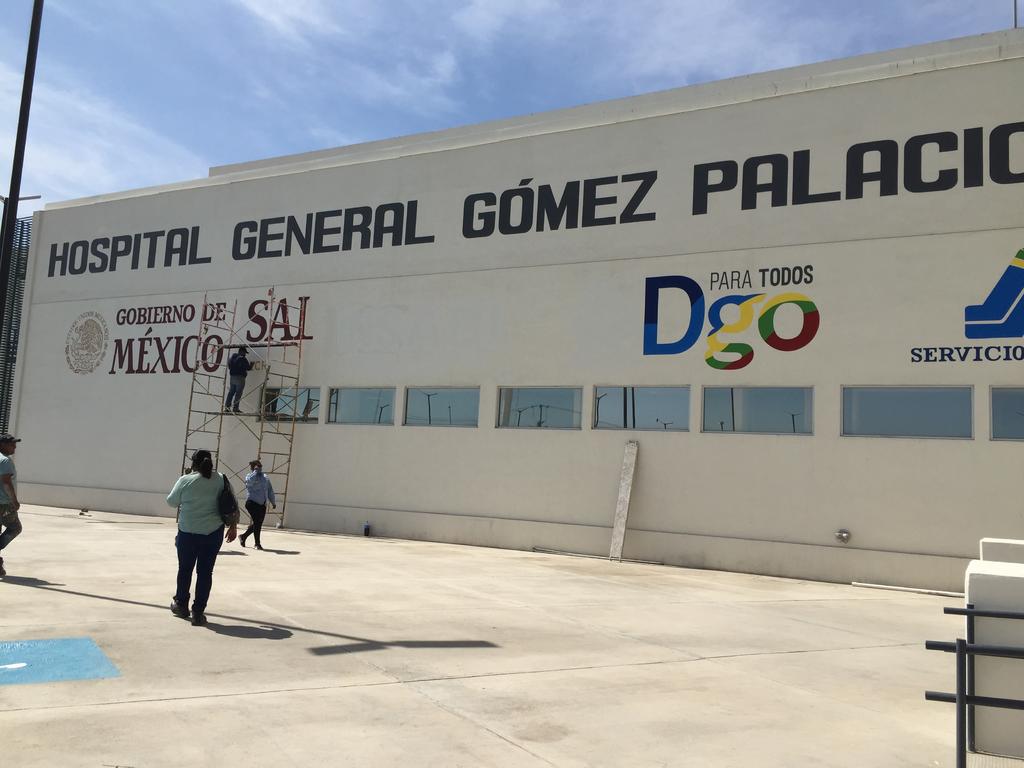 HOSPITAL GENERAL GÓMEZ PALACIO
GOBIERNO DE
MÉXICO
SAL
PARA TODOS
Dgo
SERVICIO